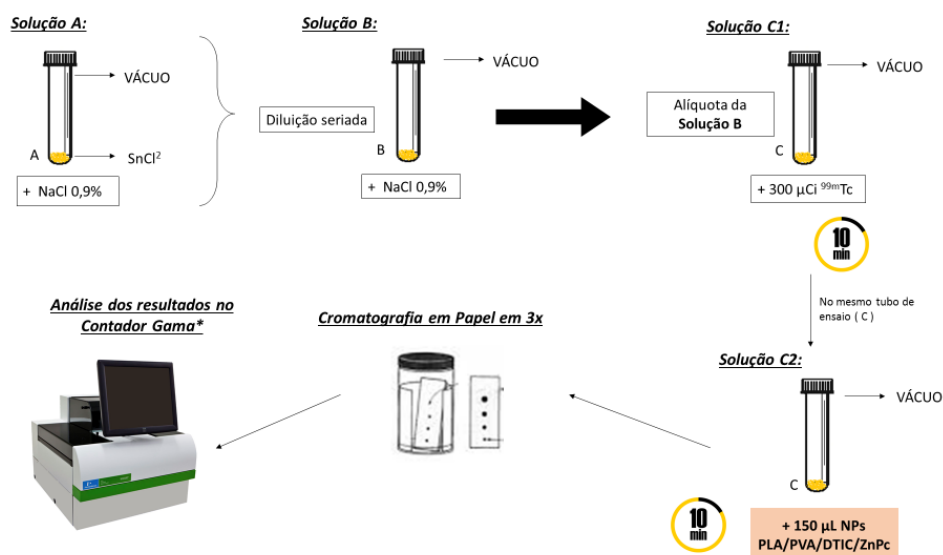 Solução A:
VÁCUO
A
SnCl²
+ NaCl 0,9%
Solução B:
VÁCUO
Diluição seriada
B
+ NaCl 0,9%
Solução C1:
VÁCUO
Alíquota da
Solução B
C
+ 300 µCi ⁹⁹ᵐTc
10
min
No mesmo tubo de
ensaio ( C )
Solução C2:
VÁCUO
C
10
min
+ 150 µL NPs
PLA/PVA/DTIC/ZnPc
Cromatografia em Papel em 3x
Análise dos resultados no
Contador Gama*